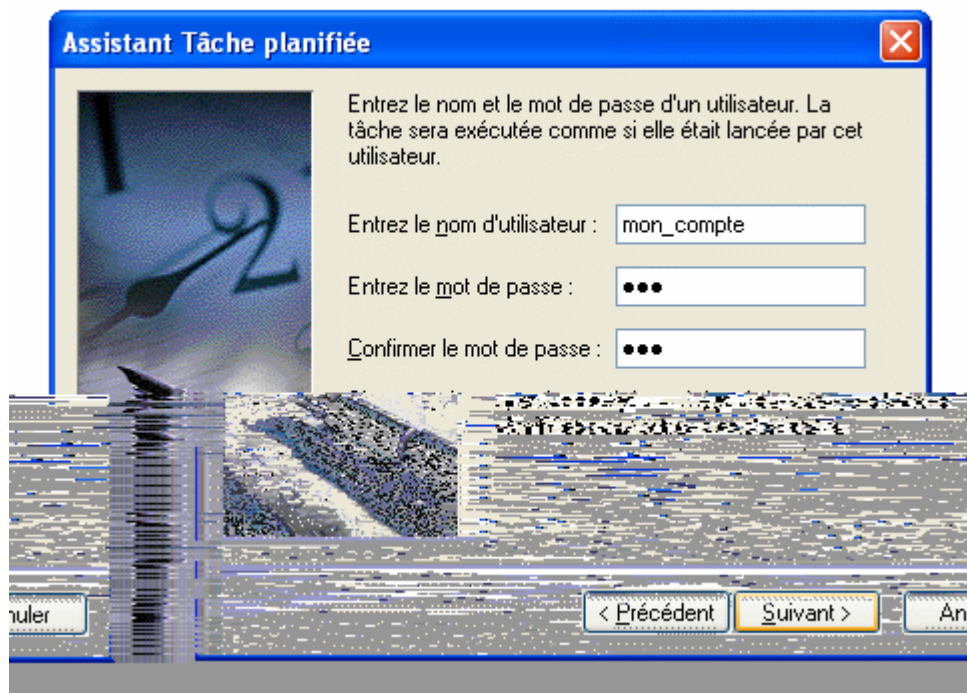 Assistant Tâche planifiée
Entrez le nom et le mot de passe d'un utilisateur. La
tâche sera exécutée comme si elle était lancée par cet
utilisateur.
Entrez le nom d'utilisateur : mon_compte
Entrez le mot de passe : •••
Confirmer le mot de passe : •••
nuler < Précédent Suivant > An